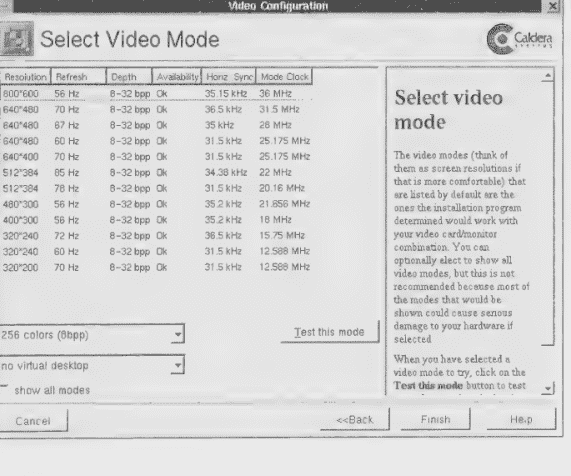 Video Configuration
Select Video Mode
Caldera
SYSTEMS
Resolution Refresh Depth Availability Horiz. Sync Mode Clock
800*600 56 Hz 8-32 bpp Ok 35.15 kHz 36 MHz
640*480 70 Hz 8-32 bpp Ok 36.5 kHz 31.5 MHz
640*480 67 Hz 8-32 bpp Ok 35 kHz 28 MHz
640*480 60 Hz 8-32 bpp Ok 31.5 kHz 25.175 MHz
640*400 70 Hz 8-32 bpp Ok 31.5 kHz 25.175 MHz
512*384 85 Hz 8-32 bpp Ok 34.38 kHz 22 MHz
512*384 78 Hz 8-32 bpp Ok 31.5 kHz 20.16 MHz
480*300 56 Hz 8-32 bpp Ok 35.2 kHz 21.656 MHz
400*300 56 Hz 8-32 bpp Ok 35.2 kHz 18 MHz
320*240 72 Hz 8-32 bpp Ok 36.5 kHz 15.75 MHz
320*240 60 Hz 8-32 bpp Ok 31.5 kHz 12.588 MHz
320*200 70 Hz 8-32 bpp Ok 31.5 kHz 12.588 MHz
256 colors (8bpp)
Test this mode
no virtual desktop
show all modes
Select video
mode
The video modes (think of
them as screen resolutions if
that is more comfortable) that
are listed by default are the
ones the installation program
determined would work with
your video card/monitor
combination. You can
optionally elect to show all
video modes, but this is not
recommended because most of
the modes that would be
shown could cause serious
damage to your hardware if
selected
When you have selected a
video mode to try, click on the
Test this mode button to test
Cancel
<<Back
Finish
Help